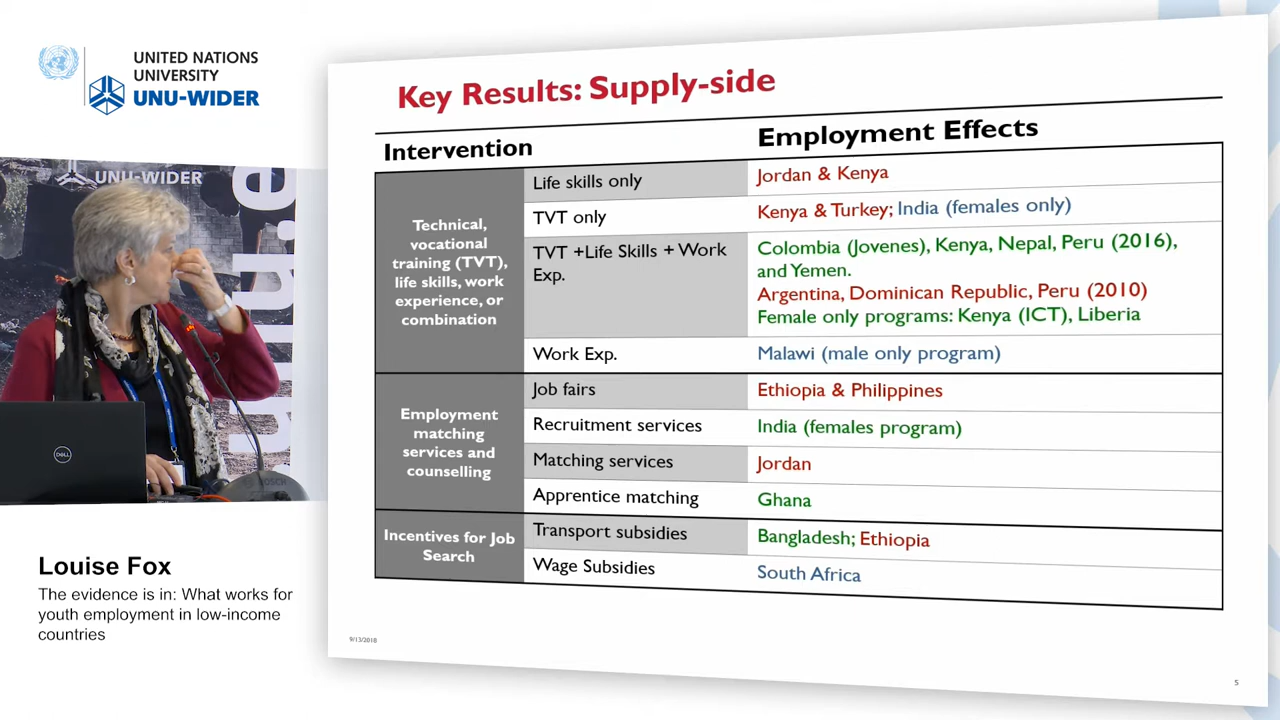 UNITED NATIONS
UNIVERSITY
UNU-WIDER
UNU-WIDER
Key Results: Supply-side
Intervention
Employment Effects
Technical,
vocational
training (TVT),
life skills, work
experience, or
combination
Life skills only
Jordan & Kenya
TVT only
Kenya & Turkey; India (females only)
TVT +Life Skills + Work
Exp.
Colombia (Jovenes), Kenya, Nepal, Peru (2016),
and Yemen.
Argentina, Dominican Republic, Peru (2010)
Female only programs: Kenya (ICT), Liberia
Work Exp.
Malawi (male only program)
Employment
matching
services and
counselling
Job fairs
Ethiopia & Philippines
Recruitment services
India (females program)
Matching services
Jordan
Apprentice matching
Ghana
Incentives for Job
Search
Transport subsidies
Bangladesh; Ethiopia
Wage Subsidies
South Africa
9/13/2018
5
DELL
BOSCH
Louise Fox
The evidence is in: What works for
youth employment in low-income
countries